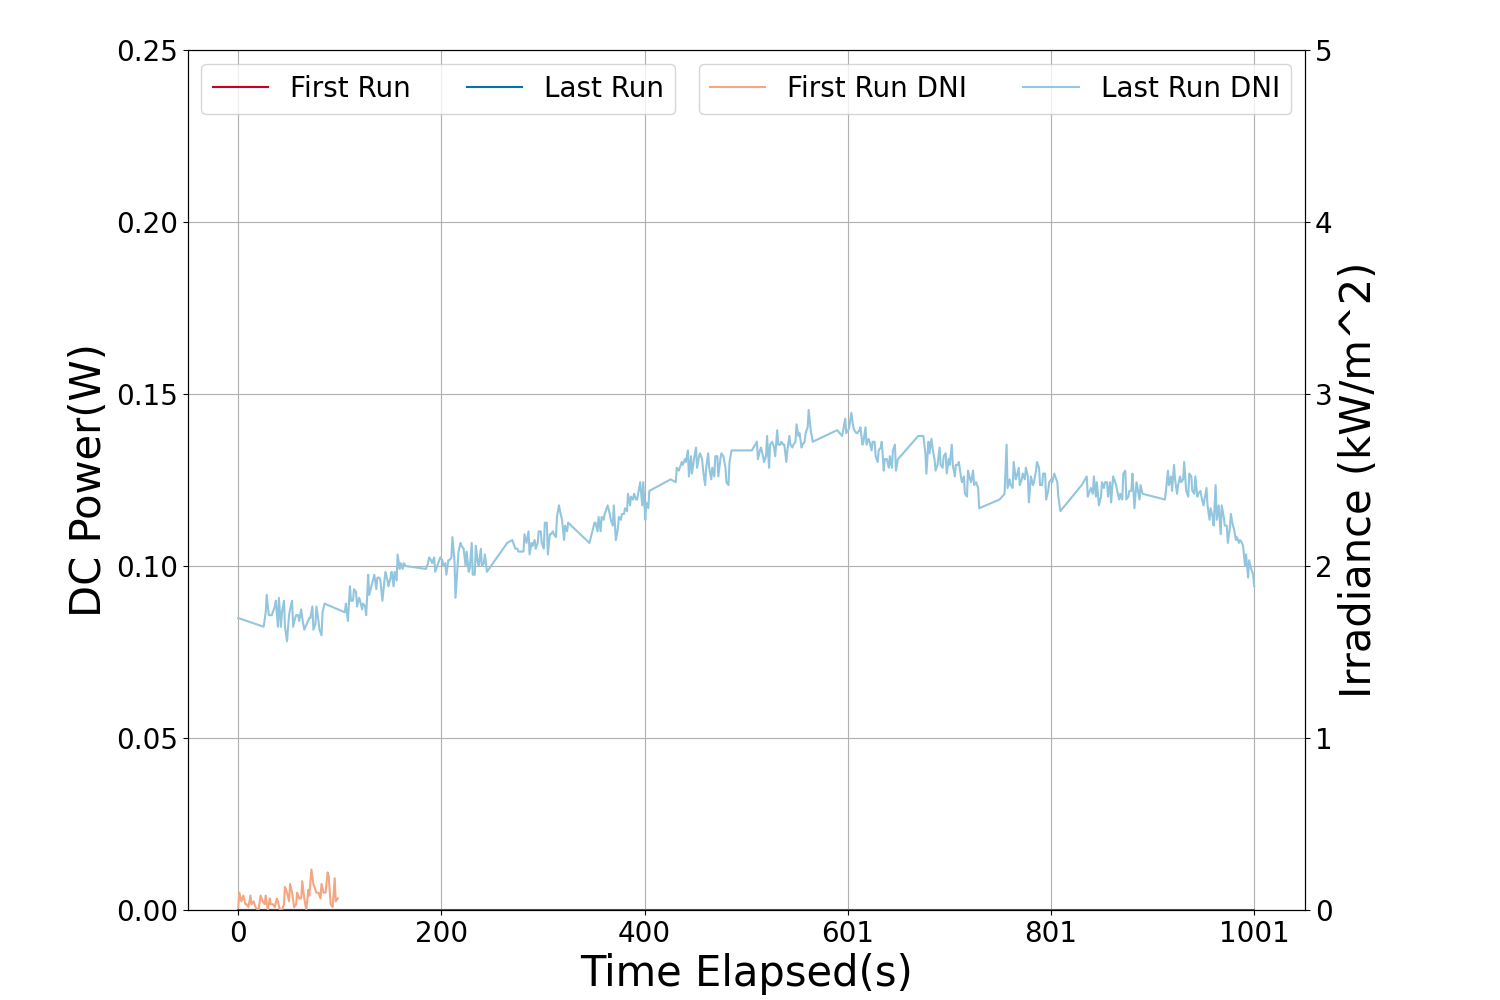 First Run
Last Run
First Run DNI
Last Run DNI
DC Power(W)
0.25
0.20
0.15
0.10
0.05
0.00
5
4
3
2
1
0
Irradiance (kW/m^2)
0 200 400 601 801 1001
Time Elapsed(s)